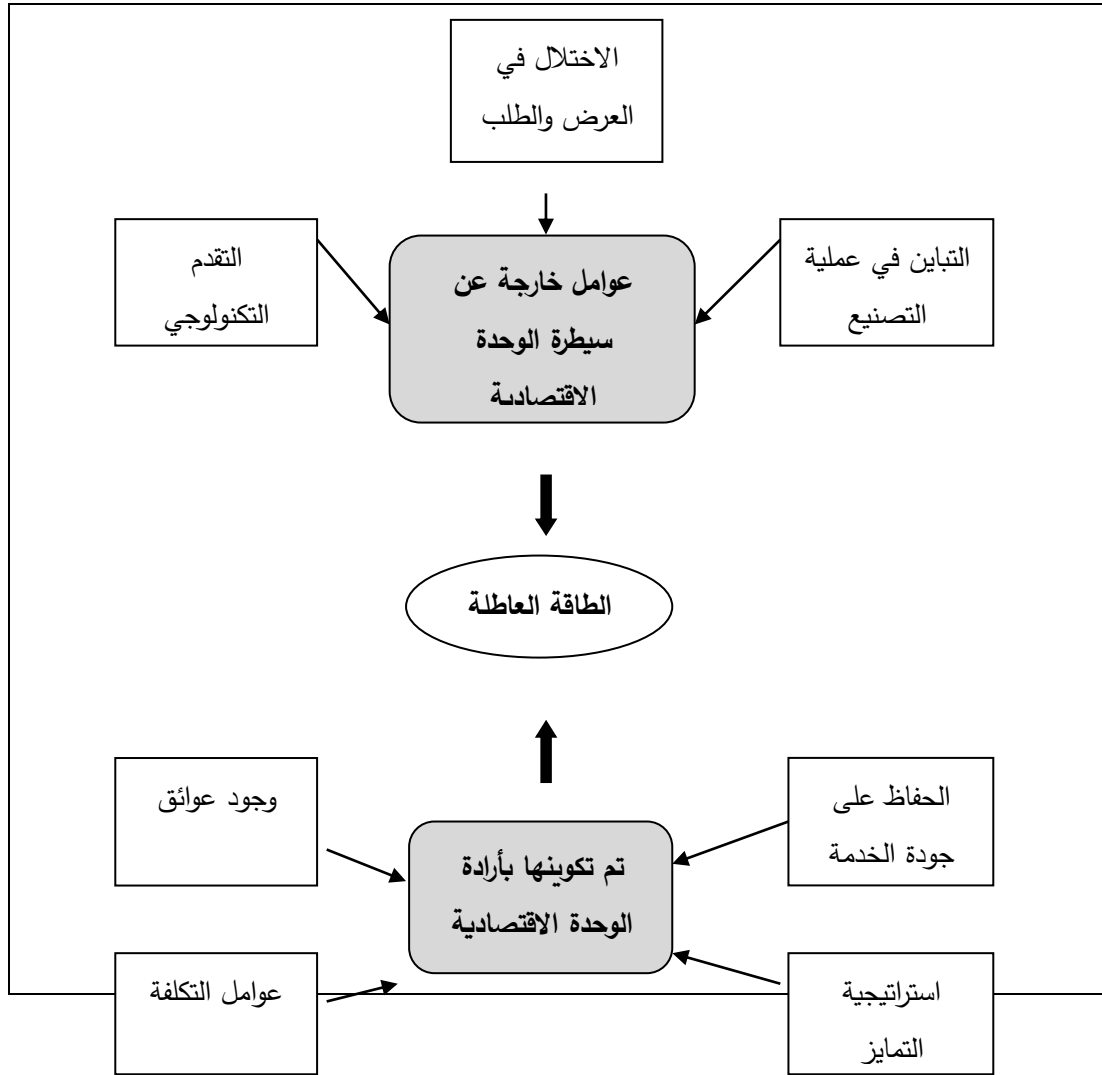 الاختلال في
العرض والطلب
التباين في عملية
التصنيع
التقدم
التكنولوجي
عوامل خارجة عن
سيطرة الوحدة
الاقتصادية
الطاقة العاطلة
الحفاظ على
جودة الخدمة
وجود عوائق
تم تكوينها بأرادة
الوحدة الاقتصادية
استراتيجية
التمايز
عوامل التكلفة